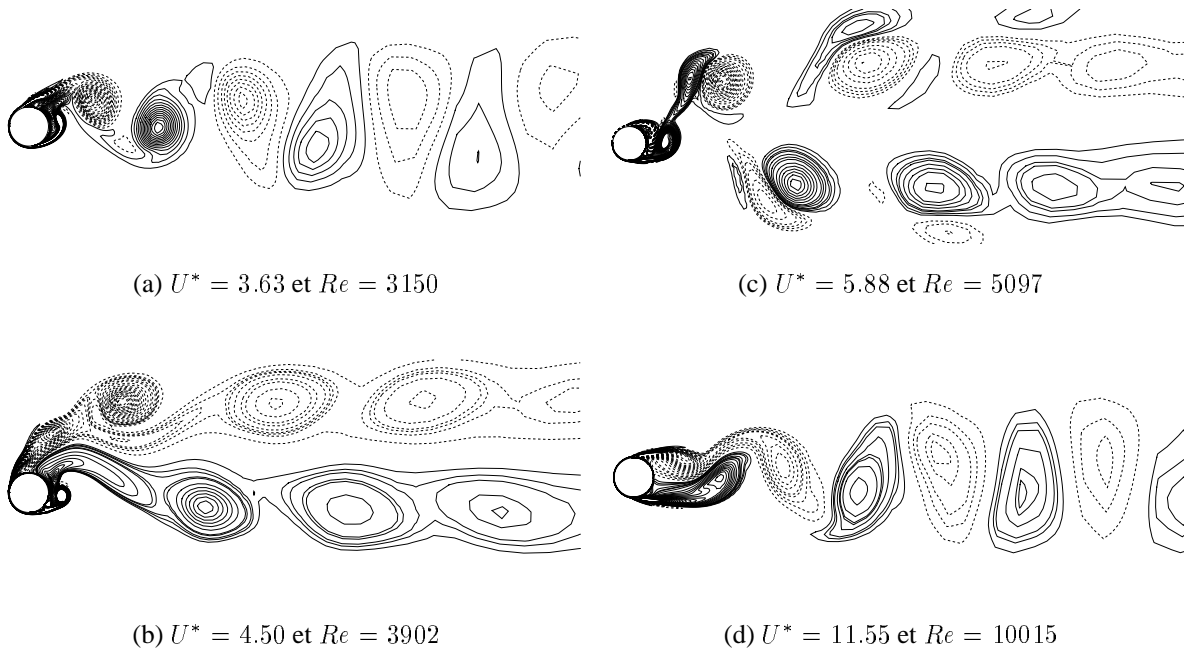 (a) U* = 3.63 et Re = 3150
(c) U* = 5.88 et Re = 5097
(b) U* = 4.50 et Re = 3902
(d) U* = 11.55 et Re = 10015